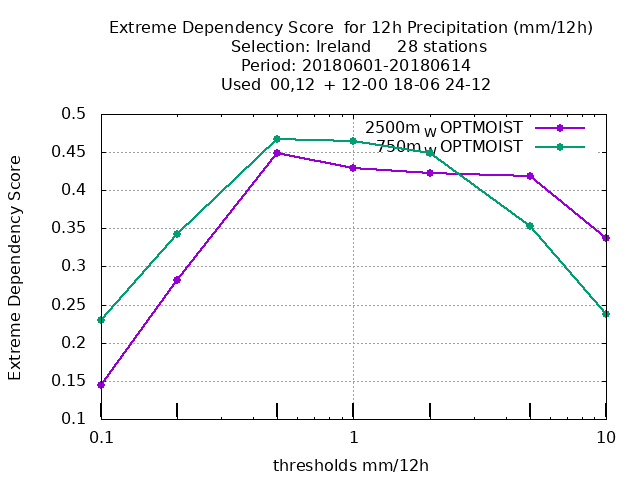 Extreme Dependency Score  for 12h Precipitation (mm/12h)
Selection: Ireland     28 stations
Period: 20180601-20180614
Used  00,12  + 12-00 18-06 24-12
2500m W OPTMOIST
750m W OPTMOIST
Extreme Dependency Score
0.5
0.45
0.4
0.35
0.3
0.25
0.2
0.15
0.1
0.1 1 10
thresholds mm/12h